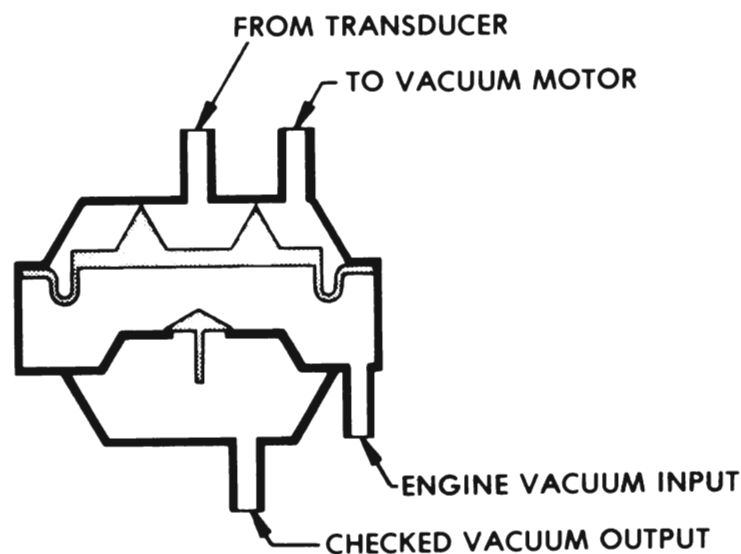 FROM TRANSDUCER
TO VACUUM MOTOR
ENGINE VACUUM INPUT
CHECKED VACUUM OUTPUT